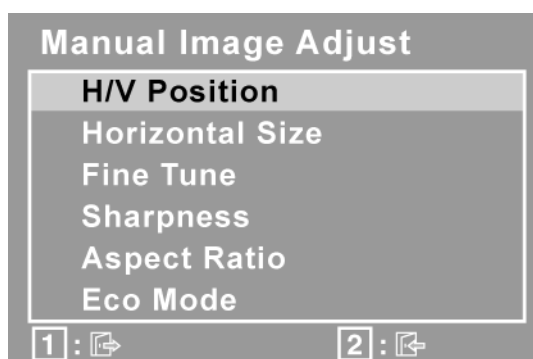 Manual Image Adjust
H/V Position
Horizontal Size
Fine Tune
Sharpness
Aspect Ratio
Eco Mode
1 : 2 :